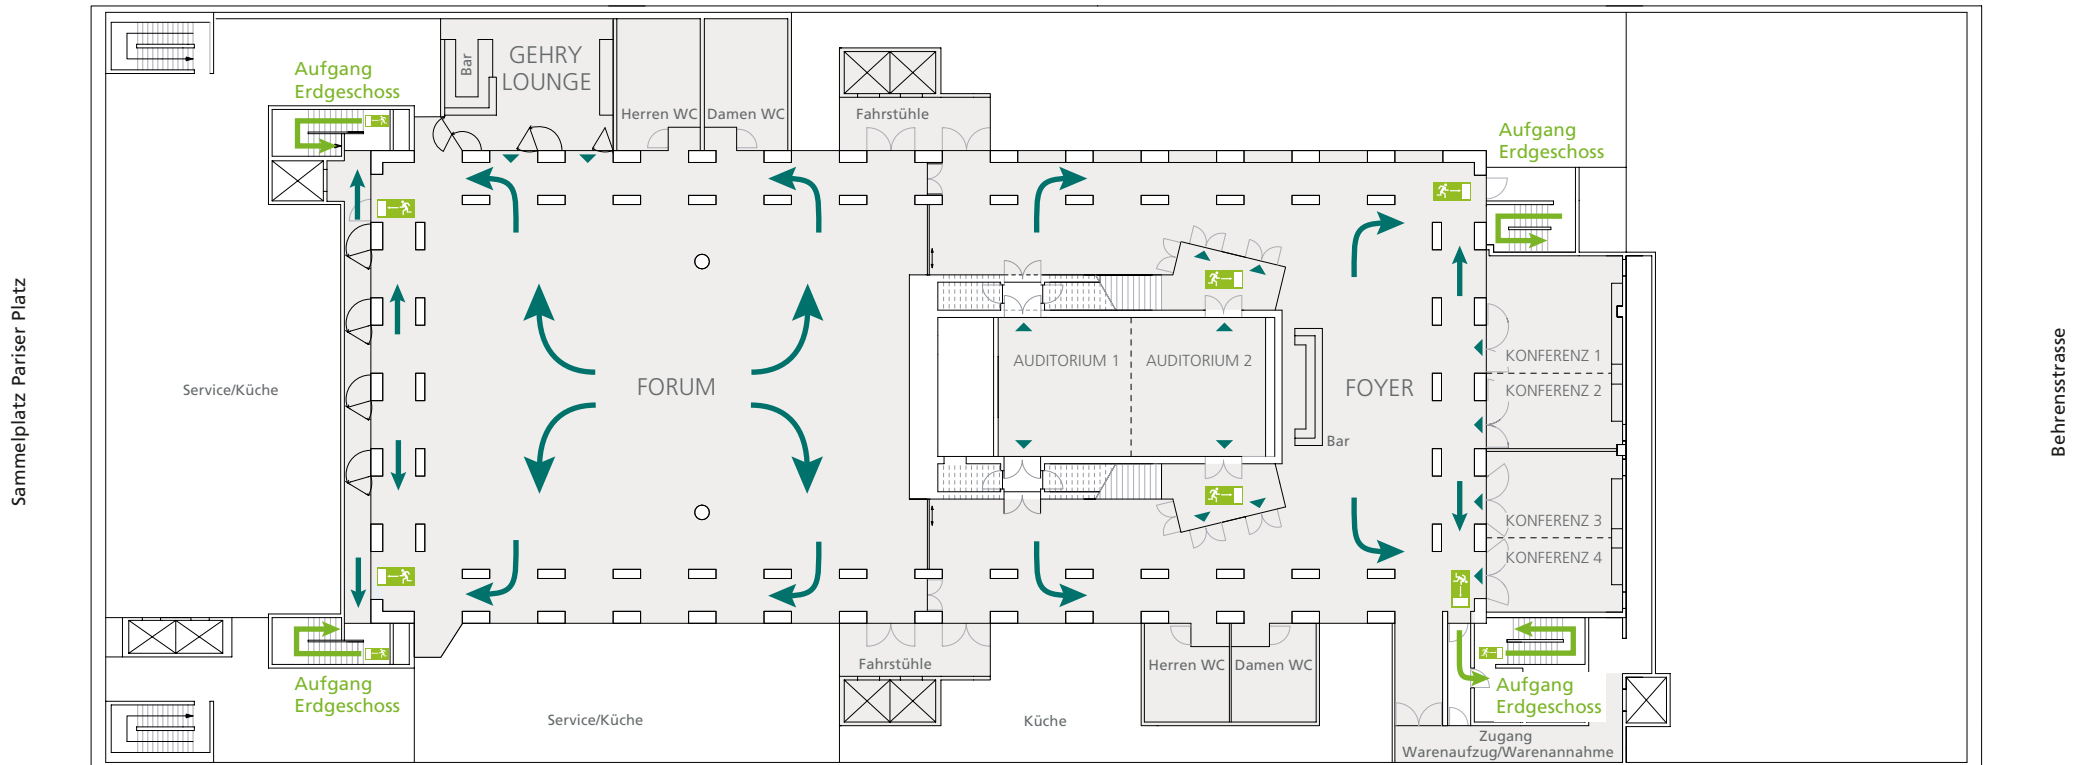 Sammelplatz Pariser Platz
Aufgang
Erdgeschoss
Bar
GEHRY
LOUNGE
Herren WC
Damen WC
Fahrstühle
Aufgang
Erdgeschoss
Service/Küche
FORUM
AUDITORIUM 1
AUDITORIUM 2
FOYER
Bar
KONFERENZ 1
KONFERENZ 2
KONFERENZ 3
KONFERENZ 4
Behrensstrasse
Aufgang
Erdgeschoss
Service/Küche
Fahrstühle
Küche
Herren WC
Damen WC
Aufgang
Erdgeschoss
Zugang
Warenaufzug/Warenannahme